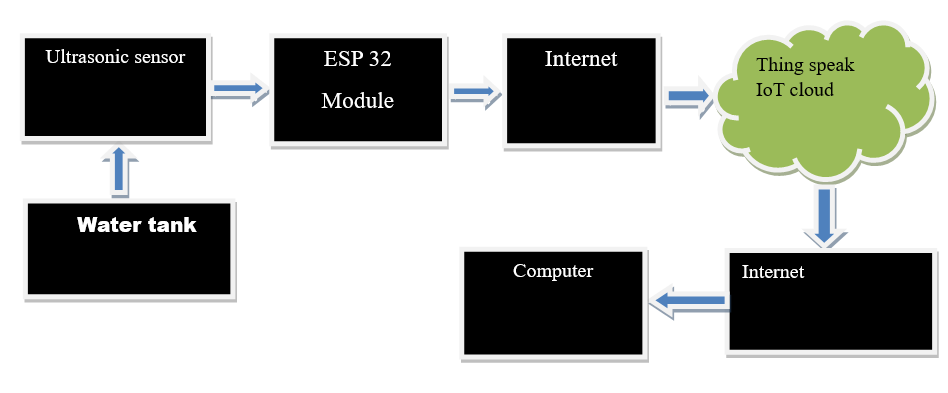 Ultrasonic sensor
ESP 32
Module
Internet
Thing speak
IoT cloud
Water tank
Computer
Internet